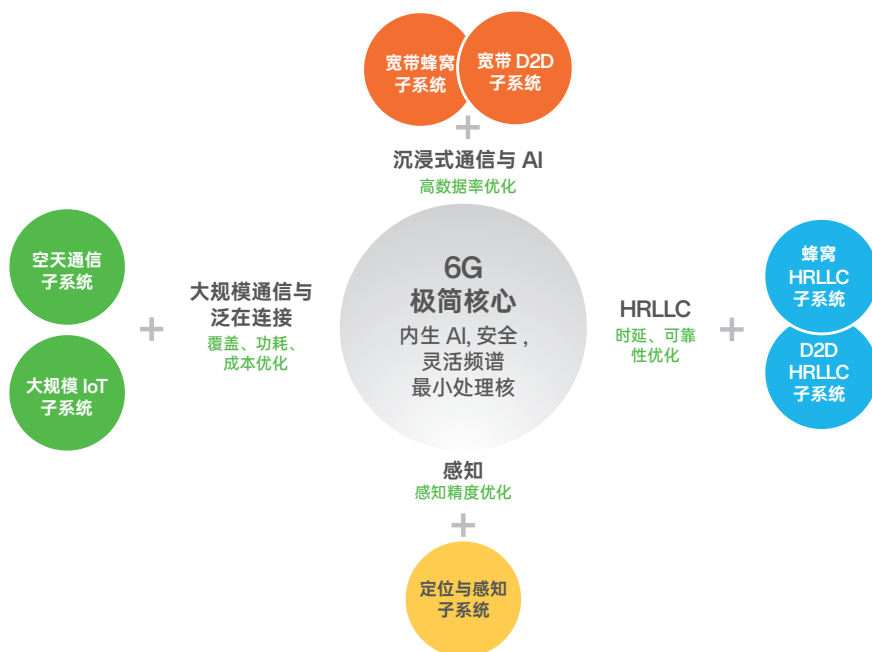 宽带蜂窝
子系统
宽带 D2D
子系统
+
沉浸式通信与 AI
高数据率优化
空天通信
子系统
大规模 IoT
子系统
+
大规模通信与
泛在连接
覆盖、功耗、
成本优化
6G
极简核心
内生 AI, 安全 ,
灵活频谱
最小处理核
HRLLC
时延、可靠
性优化
+
蜂窝
HRLLC
子系统
D2D
HRLLC
子系统
感知
感知精度优化
+
定位与感知
子系统